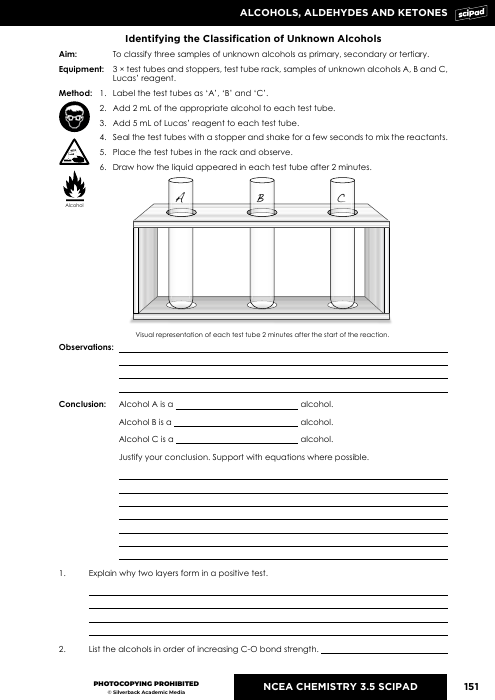 ALCOHOLS, ALDEHYDES AND KETONES scipad
Identifying the Classification of Unknown Alcohols
Aim: To classify three samples of unknown alcohols as primary, secondary or tertiary.
Equipment: 3 × test tubes and stoppers, test tube rack, samples of unknown alcohols A, B and C,
Lucas' reagent.
Method: 1. Label the test tubes as 'A', 'B' and 'C'.
2. Add 2 mL of the appropriate alcohol to each test tube.
3. Add 5 mL of Lucas' reagent to each test tube.
4. Seal the test tubes with a stopper and shake for a few seconds to mix the reactants.
5. Place the test tubes in the rack and observe.
6. Draw how the liquid appeared in each test tube after 2 minutes.
Alcohol
A B C
Visual representation of each test tube 2 minutes after the start of the reaction.
Observations:
Conclusion: Alcohol A is a alcohol.
Alcohol B is a alcohol.
Alcohol C is a alcohol.
Justify your conclusion. Support with equations where possible.
1. Explain why two layers form in a positive test.
2. List the alcohols in order of increasing C-O bond strength.
PHOTOCOPYING PROHIBITED
© Silverback Academic Media
NCEA CHEMISTRY 3.5 SCIPAD 151